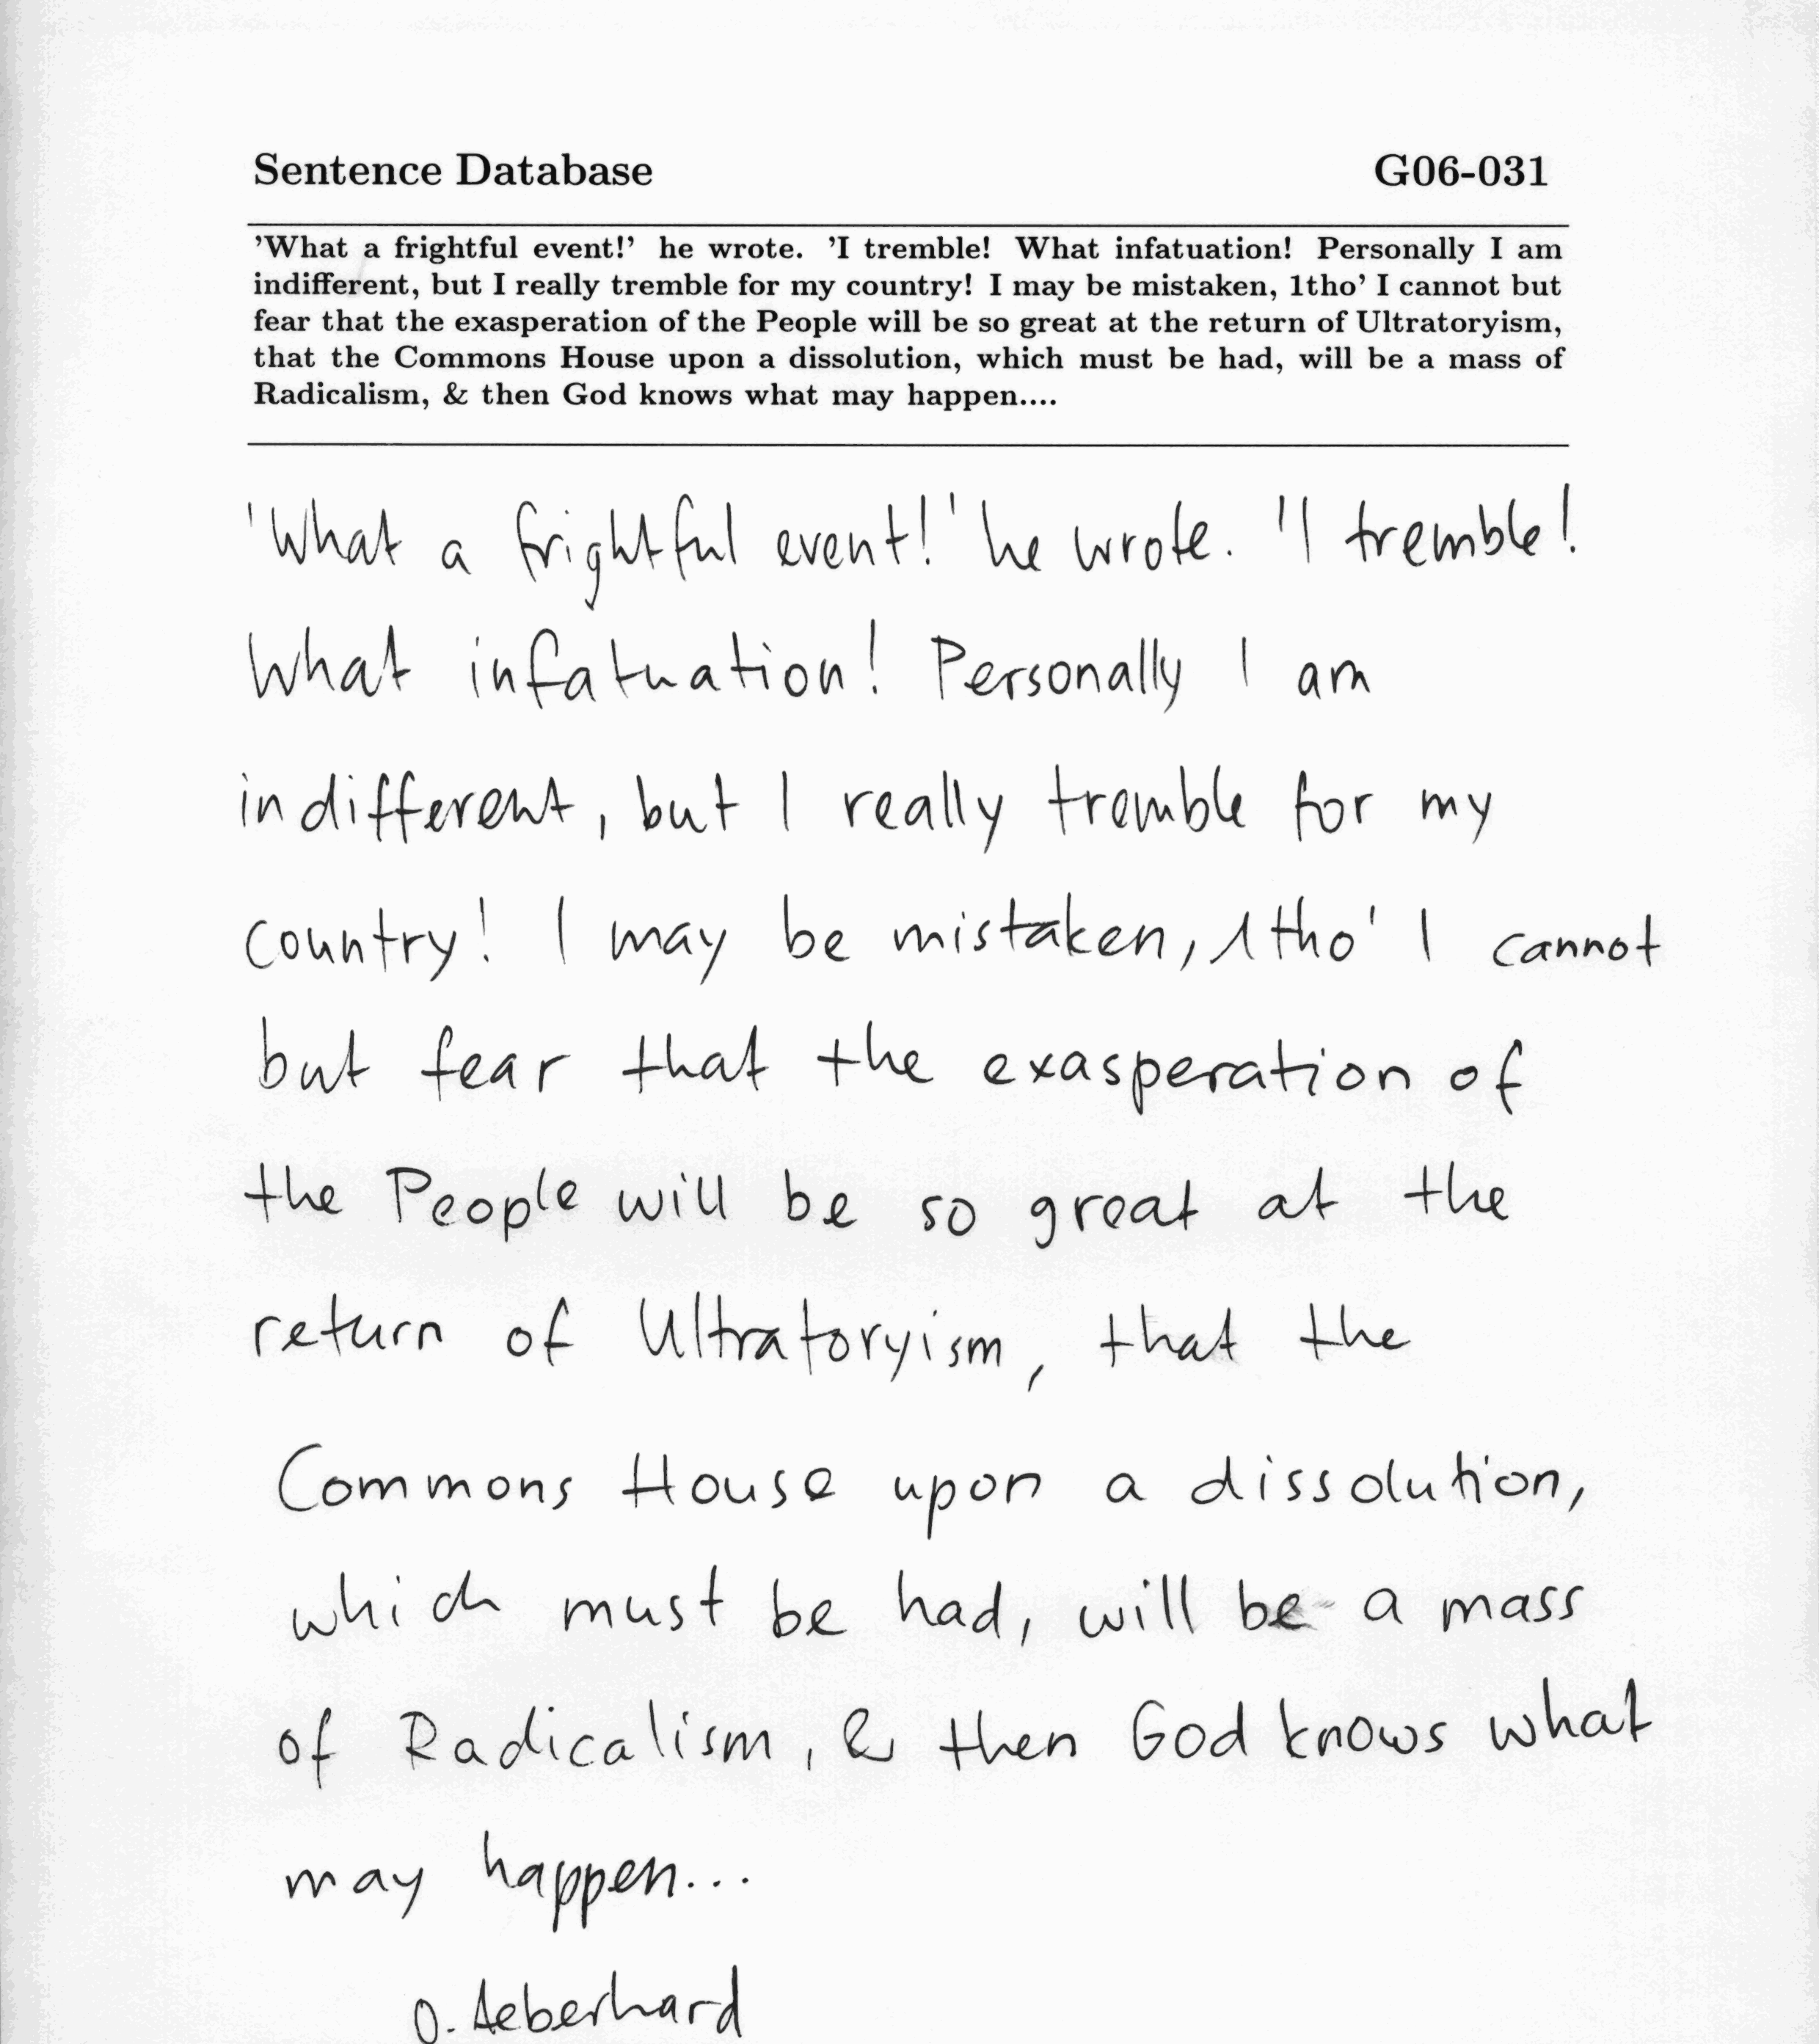 Sentence Database G06-031
'What a frightful event!' he wrote. 'I tremble! What infatuation! Personally I am
indifferent, but I really tremble for my country! I may be mistaken, 1tho' I cannot but
fear that the exasperation of the People will be so great at the return of Ultratoryism,
that the Commons House upon a dissolution, which must be had, will be a mass of
Radicalism, & then God knows what may happen....
'What a frightful event!' he wrote. 'I tremble!
What infatuation! Personally I am
indifferent, but I really tremble for my
country! I may be mistaken, 1tho' I cannot
but fear that the exasperation of
the People will be so great at the
return of Ultratoryism, that the
Commons House upon a dissolution,
which must be had, will be a mass
of Radicalism, & then God knows what
may happen...
O. Aeberhard